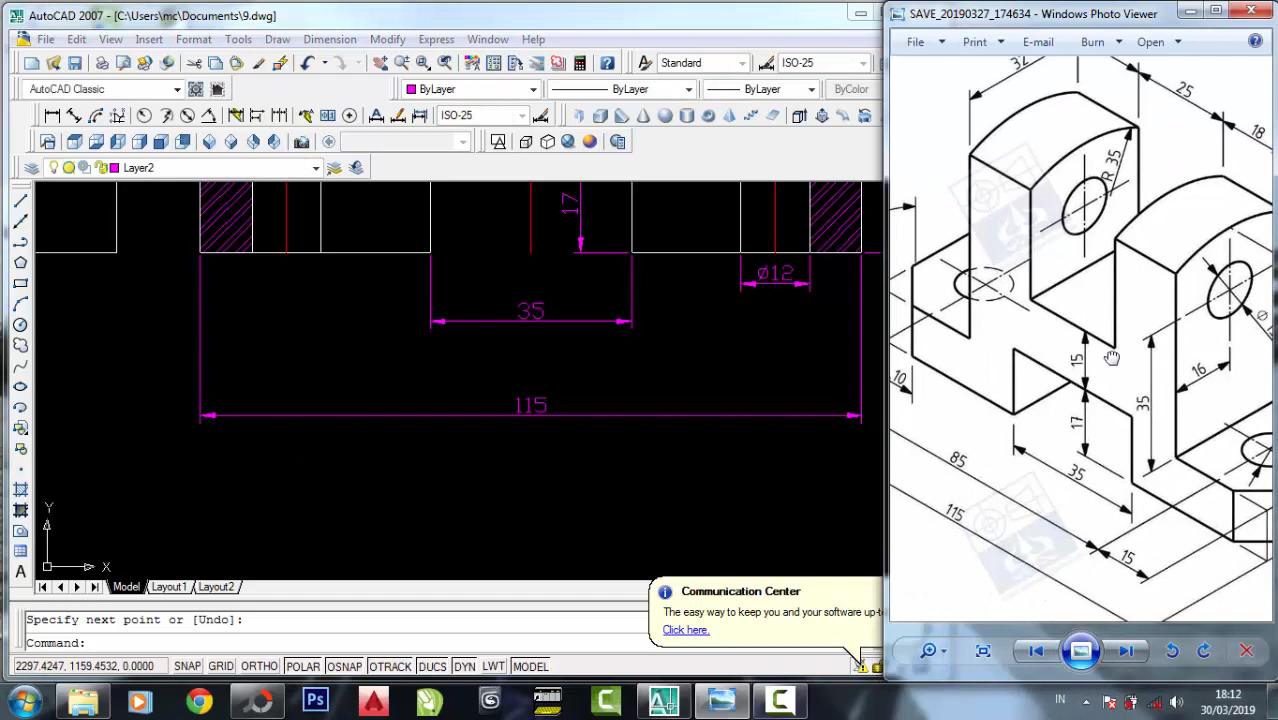 AutoCAD 2007 - [C:\Users\mc\Documents\9.dwg]
File Edit View Insert Format Tools Draw Dimension Modify Express Window Help
Standard ISO-25
AutoCAD Classic ByLayer ByLayer ByLayer ByColor
ISO-25
Layer2
17
Ø12
35
115
Y
X
Model Layout1 Layout2
Communication Center
The easy way to keep you and your software up-t
Click here.
Specify next point or [Undo]:
Command:
2297.4247, 1159.4532, 0.0000 SNAP GRID ORTHO POLAR OSNAP OTRACK DUCS DYN LWT MODEL
SAVE_20190327_174634 - Windows Photo Viewer
File Print E-mail Burn Open
32
25
18
R 35
Ø
16
15
35
10
17
85
35
115
15
IN 18:12
30/03/2019